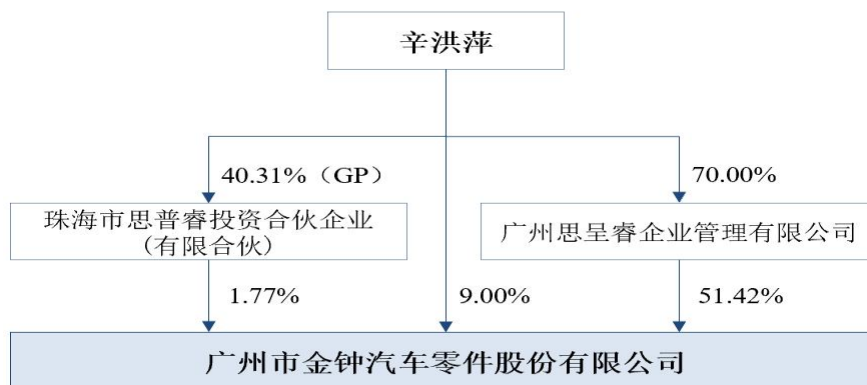 辛洪萍
40.31%（GP）
70.00%
珠海市思普睿投资合伙企业
(有限合伙)
广州思呈睿企业管理有限公司
1.77%
9.00%
51.42%
广州市金钟汽车零件股份有限公司